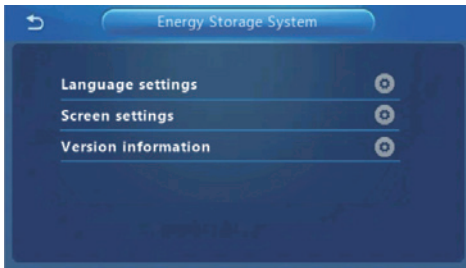 Energy Storage System
Language settings
Screen settings
Version information